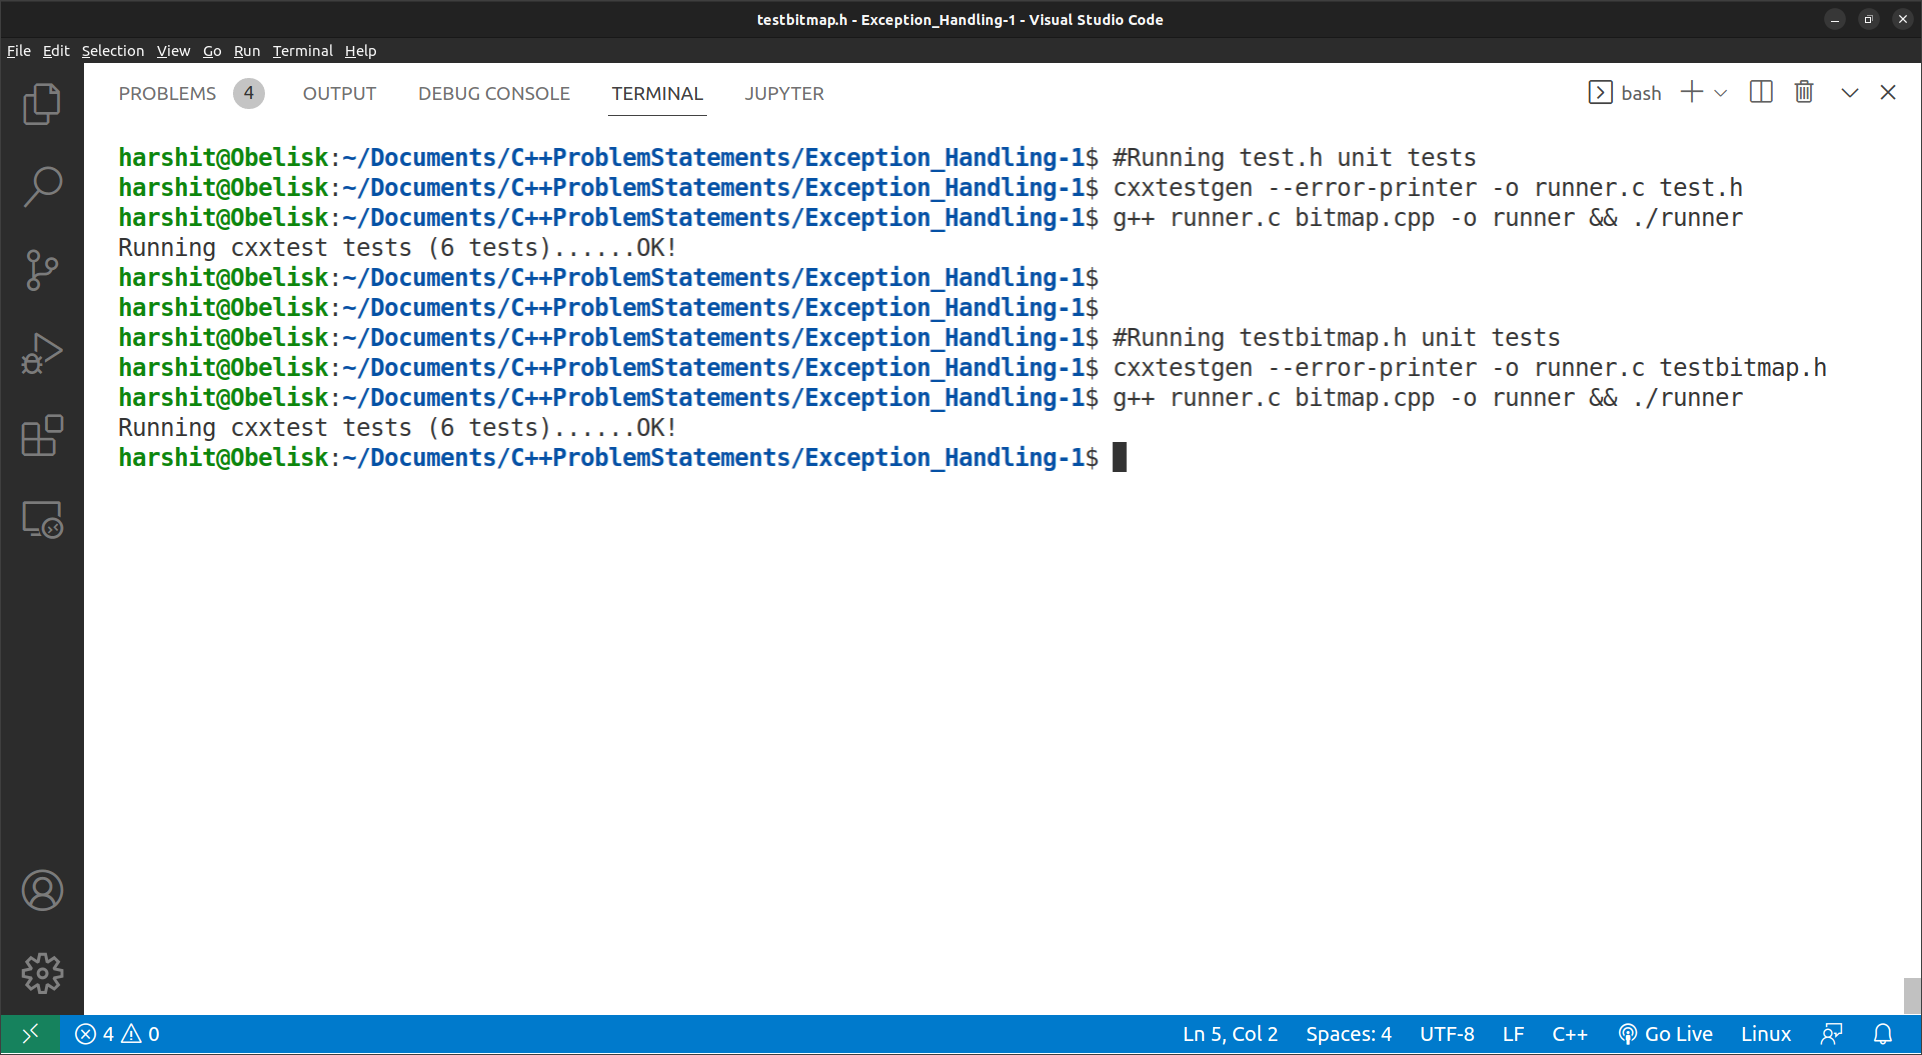 testbitmap.h - Exception_Handling-1 - Visual Studio Code
File Edit Selection View Go Run Terminal Help
PROBLEMS 4 OUTPUT DEBUG CONSOLE TERMINAL JUPYTER bash
harshit@Obelisk:~/Documents/C++ProblemStatements/Exception_Handling-1$ #Running test.h unit tests
harshit@Obelisk:~/Documents/C++ProblemStatements/Exception_Handling-1$ cxxtestgen --error-printer -o runner.c test.h
harshit@Obelisk:~/Documents/C++ProblemStatements/Exception_Handling-1$ g++ runner.c bitmap.cpp -o runner && ./runner
Running cxxtest tests (6 tests)......OK!
harshit@Obelisk:~/Documents/C++ProblemStatements/Exception_Handling-1$
harshit@Obelisk:~/Documents/C++ProblemStatements/Exception_Handling-1$
harshit@Obelisk:~/Documents/C++ProblemStatements/Exception_Handling-1$ #Running testbitmap.h unit tests
harshit@Obelisk:~/Documents/C++ProblemStatements/Exception_Handling-1$ cxxtestgen --error-printer -o runner.c testbitmap.h
harshit@Obelisk:~/Documents/C++ProblemStatements/Exception_Handling-1$ g++ runner.c bitmap.cpp -o runner && ./runner
Running cxxtest tests (6 tests)......OK!
harshit@Obelisk:~/Documents/C++ProblemStatements/Exception_Handling-1$
4 0 Ln 5, Col 2 Spaces: 4 UTF-8 LF C++ Go Live Linux